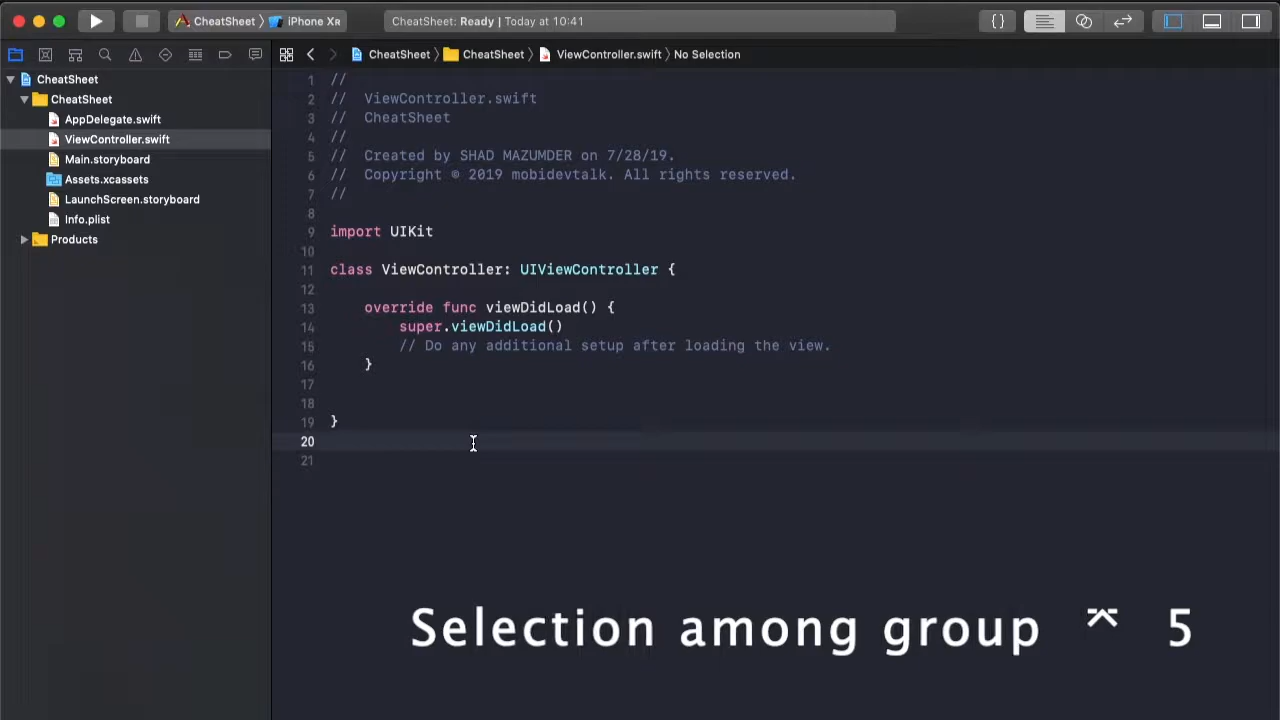 CheatSheet 〉 iPhone XR
CheatSheet: Ready | Today at 10:41
{}
CheatSheet 〉 CheatSheet 〉 ViewController.swift 〉 No Selection
CheatSheet
CheatSheet
AppDelegate.swift
ViewController.swift
Main.storyboard
Assets.xcassets
LaunchScreen.storyboard
Info.plist
Products
1 //
2 //  ViewController.swift
3 //  CheatSheet
4 //
5 //  Created by SHAD MAZUMDER on 7/28/19.
6 //  Copyright © 2019 mobidevtalk. All rights reserved.
7 //
8
9 import UIKit
10
11 class ViewController: UIViewController {
12
13     override func viewDidLoad() {
14         super.viewDidLoad()
15         // Do any additional setup after loading the view.
16     }
17
18
19 }
20
21
Selection among group ⌃ 5